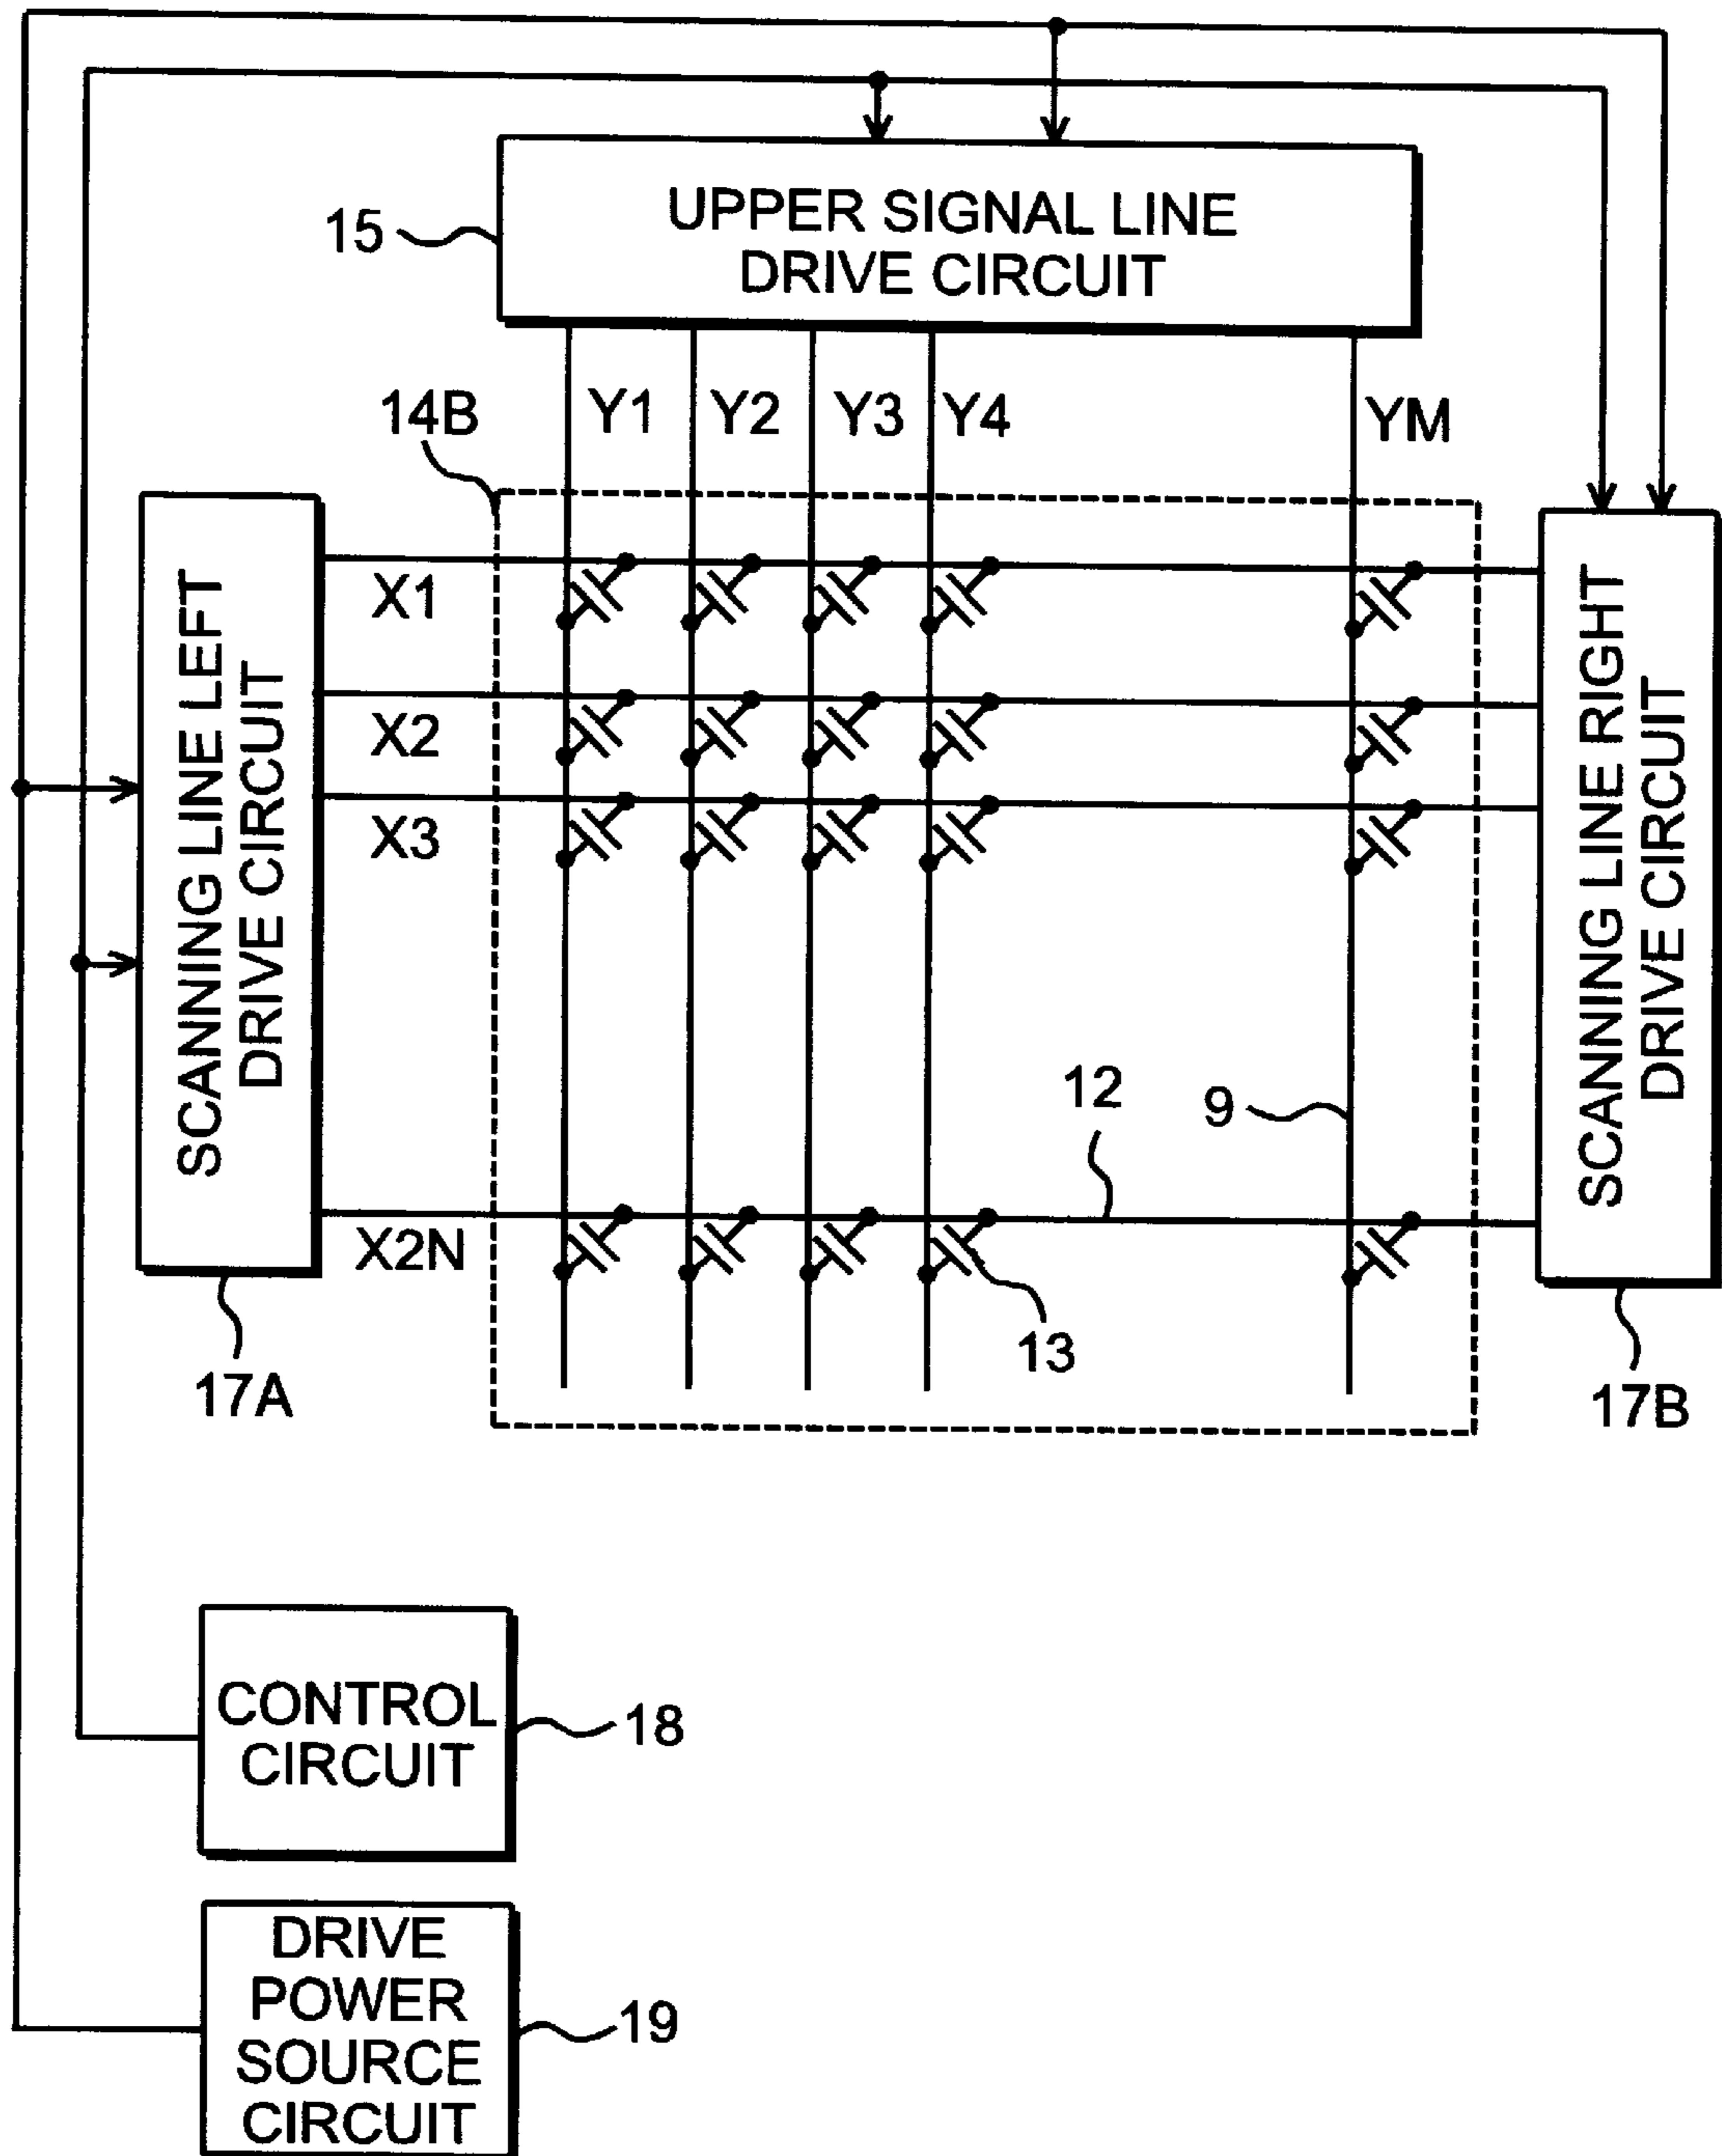 UPPER SIGNAL LINE
DRIVE CIRCUIT
15
14B
Y1
Y2
Y3
Y4
YM
SCANNING LINE LEFT
DRIVE CIRCUIT
X1
X2
X3
X2N
SCANNING LINE RIGHT
DRIVE CIRCUIT
12
9
13
17A
17B
CONTROL
CIRCUIT
18
DRIVE
POWER
SOURCE
CIRCUIT
19